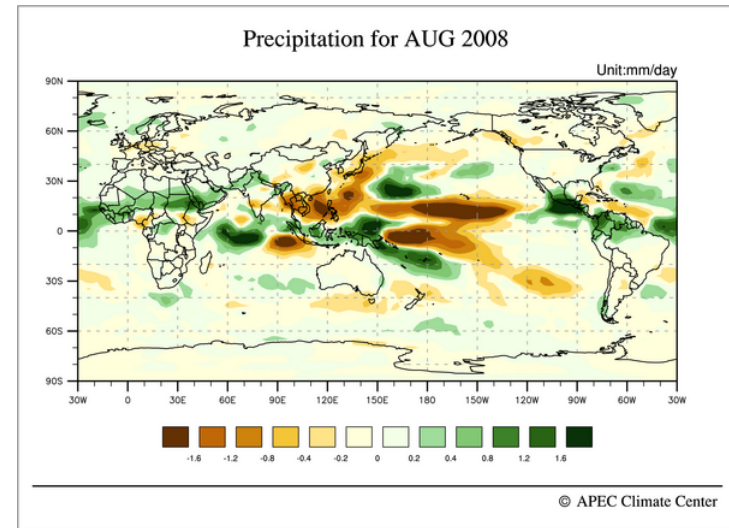 Precipitation for AUG 2008
Unit:mm/day
90N
60N
30N
0
30S
60S
90S
30W 0 30E 60E 90E 120E 150E 180 150W 120W 90W 60W 30W
-1.6 -1.2 -0.8 -0.4 -0.2 0 0.2 0.4 0.8 1.2 1.6
© APEC Climate Center